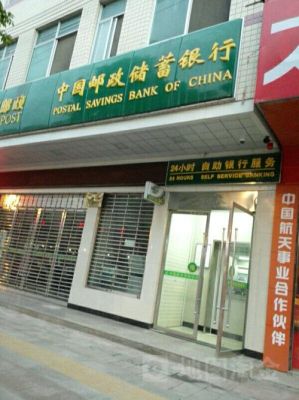 邮政
POST
中国邮政储蓄银行
POSTAL SAVINGS BANK OF CHINA
24小时 自助银行服务
24 HOURS SELF SERVICE BANKING
中国航天事业合作伙伴